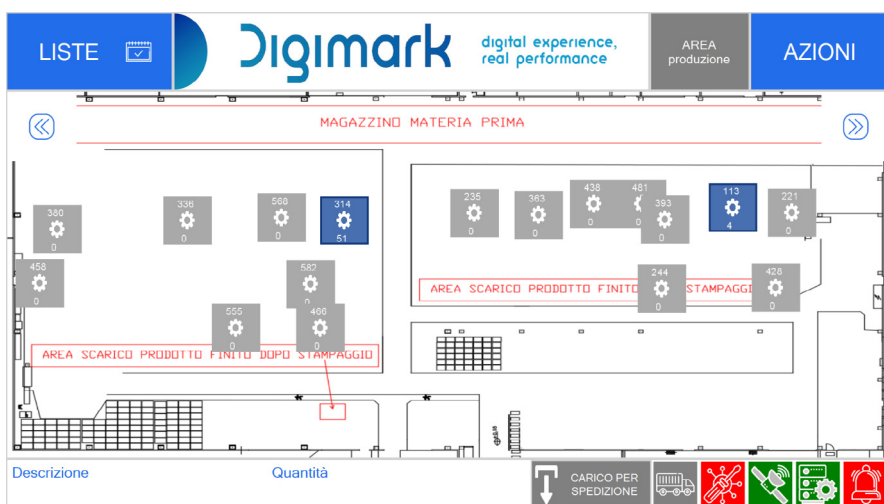 LISTE
Digimark
digital experience,
real performance
AREA
produzione
AZIONI
MAGAZZINO MATERIA PRIMA
380
0
336
0
568
0
314
51
235
0
363
0
438
0
481
0
393
0
113
4
221
0
458
0
582
0
555
0
466
0
244
0
428
0
AREA SCARICO PRODOTTO FINITO STAMPAGGI
AREA SCARICO PRODOTTO FINITO DOPO STAMPAGGIO
Descrizione
Quantità
CARICO PER
SPEDIZIONE